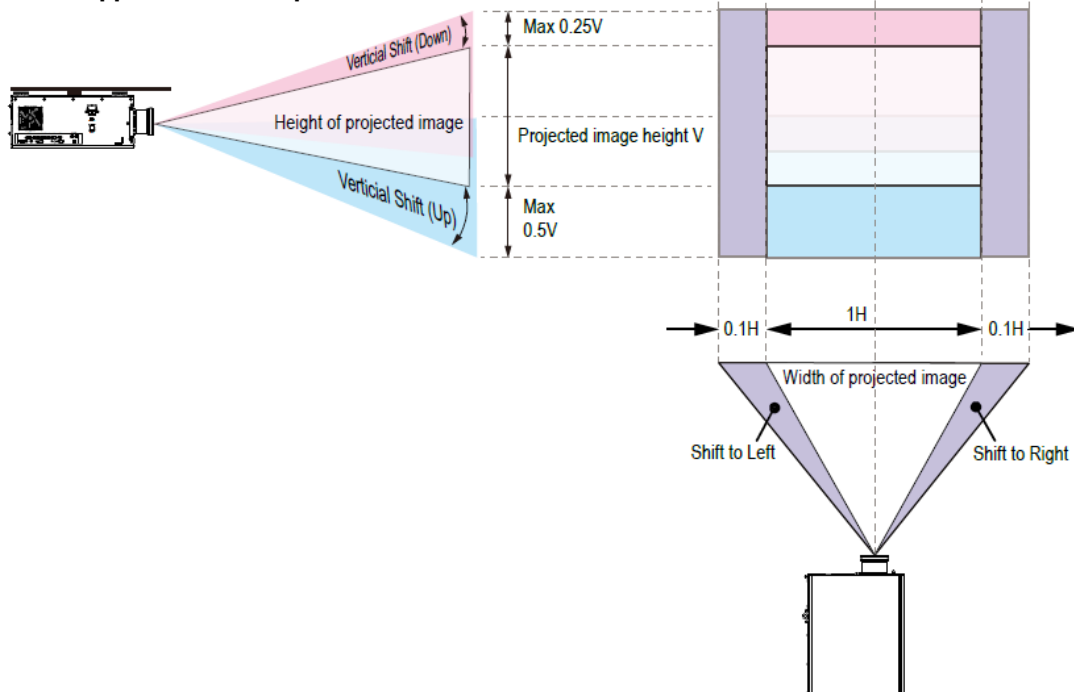 Max 0.25V
Verticial Shift (Down)
Height of projected image
Projected image height V
Verticial Shift (Up)
Max
0.5V
0.1H
1H
0.1H
Width of projected image
Shift to Left
Shift to Right